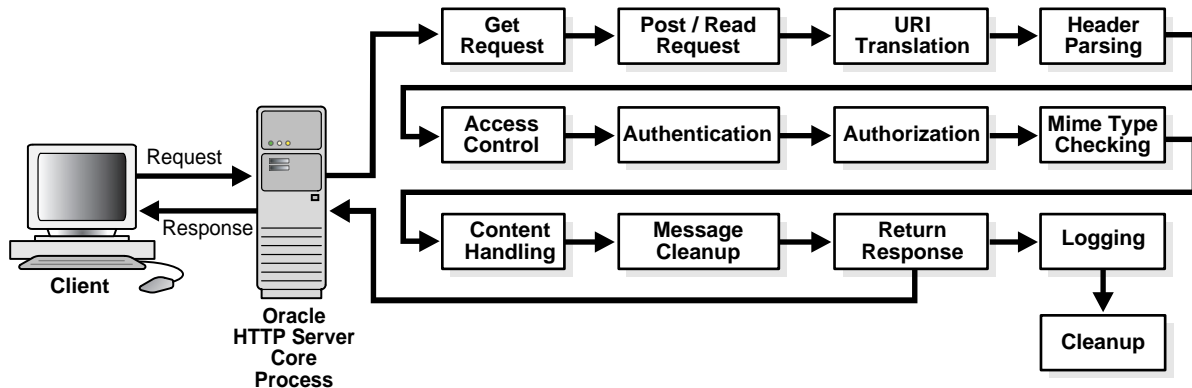 Get
Request
Post / Read
Request
URI
Translation
Header
Parsing
Access
Control
Authentication
Authorization
Mime Type
Checking
Request
Response
Content
Handling
Message
Cleanup
Return
Response
Logging
Client
Oracle
HTTP Server
Core
Process
Cleanup